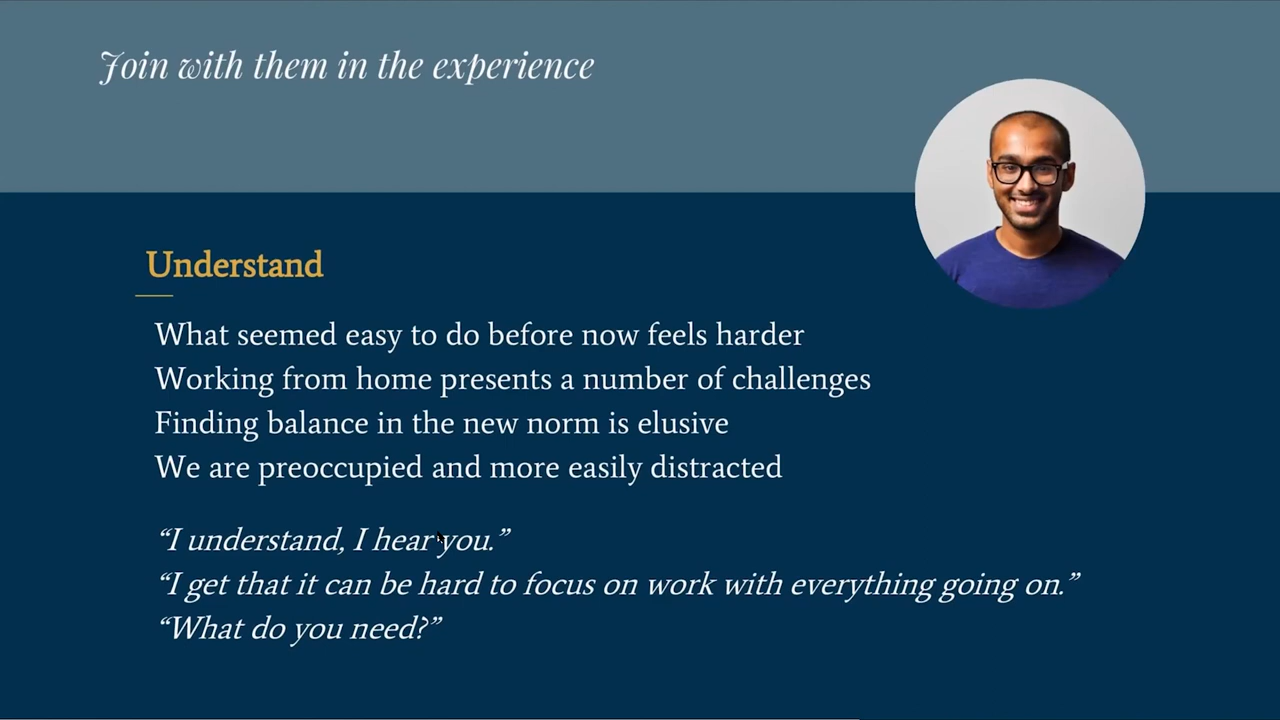 Join with them in the experience
Understand
What seemed easy to do before now feels harder
Working from home presents a number of challenges
Finding balance in the new norm is elusive
We are preoccupied and more easily distracted
“I understand, I hear you.”
“I get that it can be hard to focus on work with everything going on.”
“What do you need?”